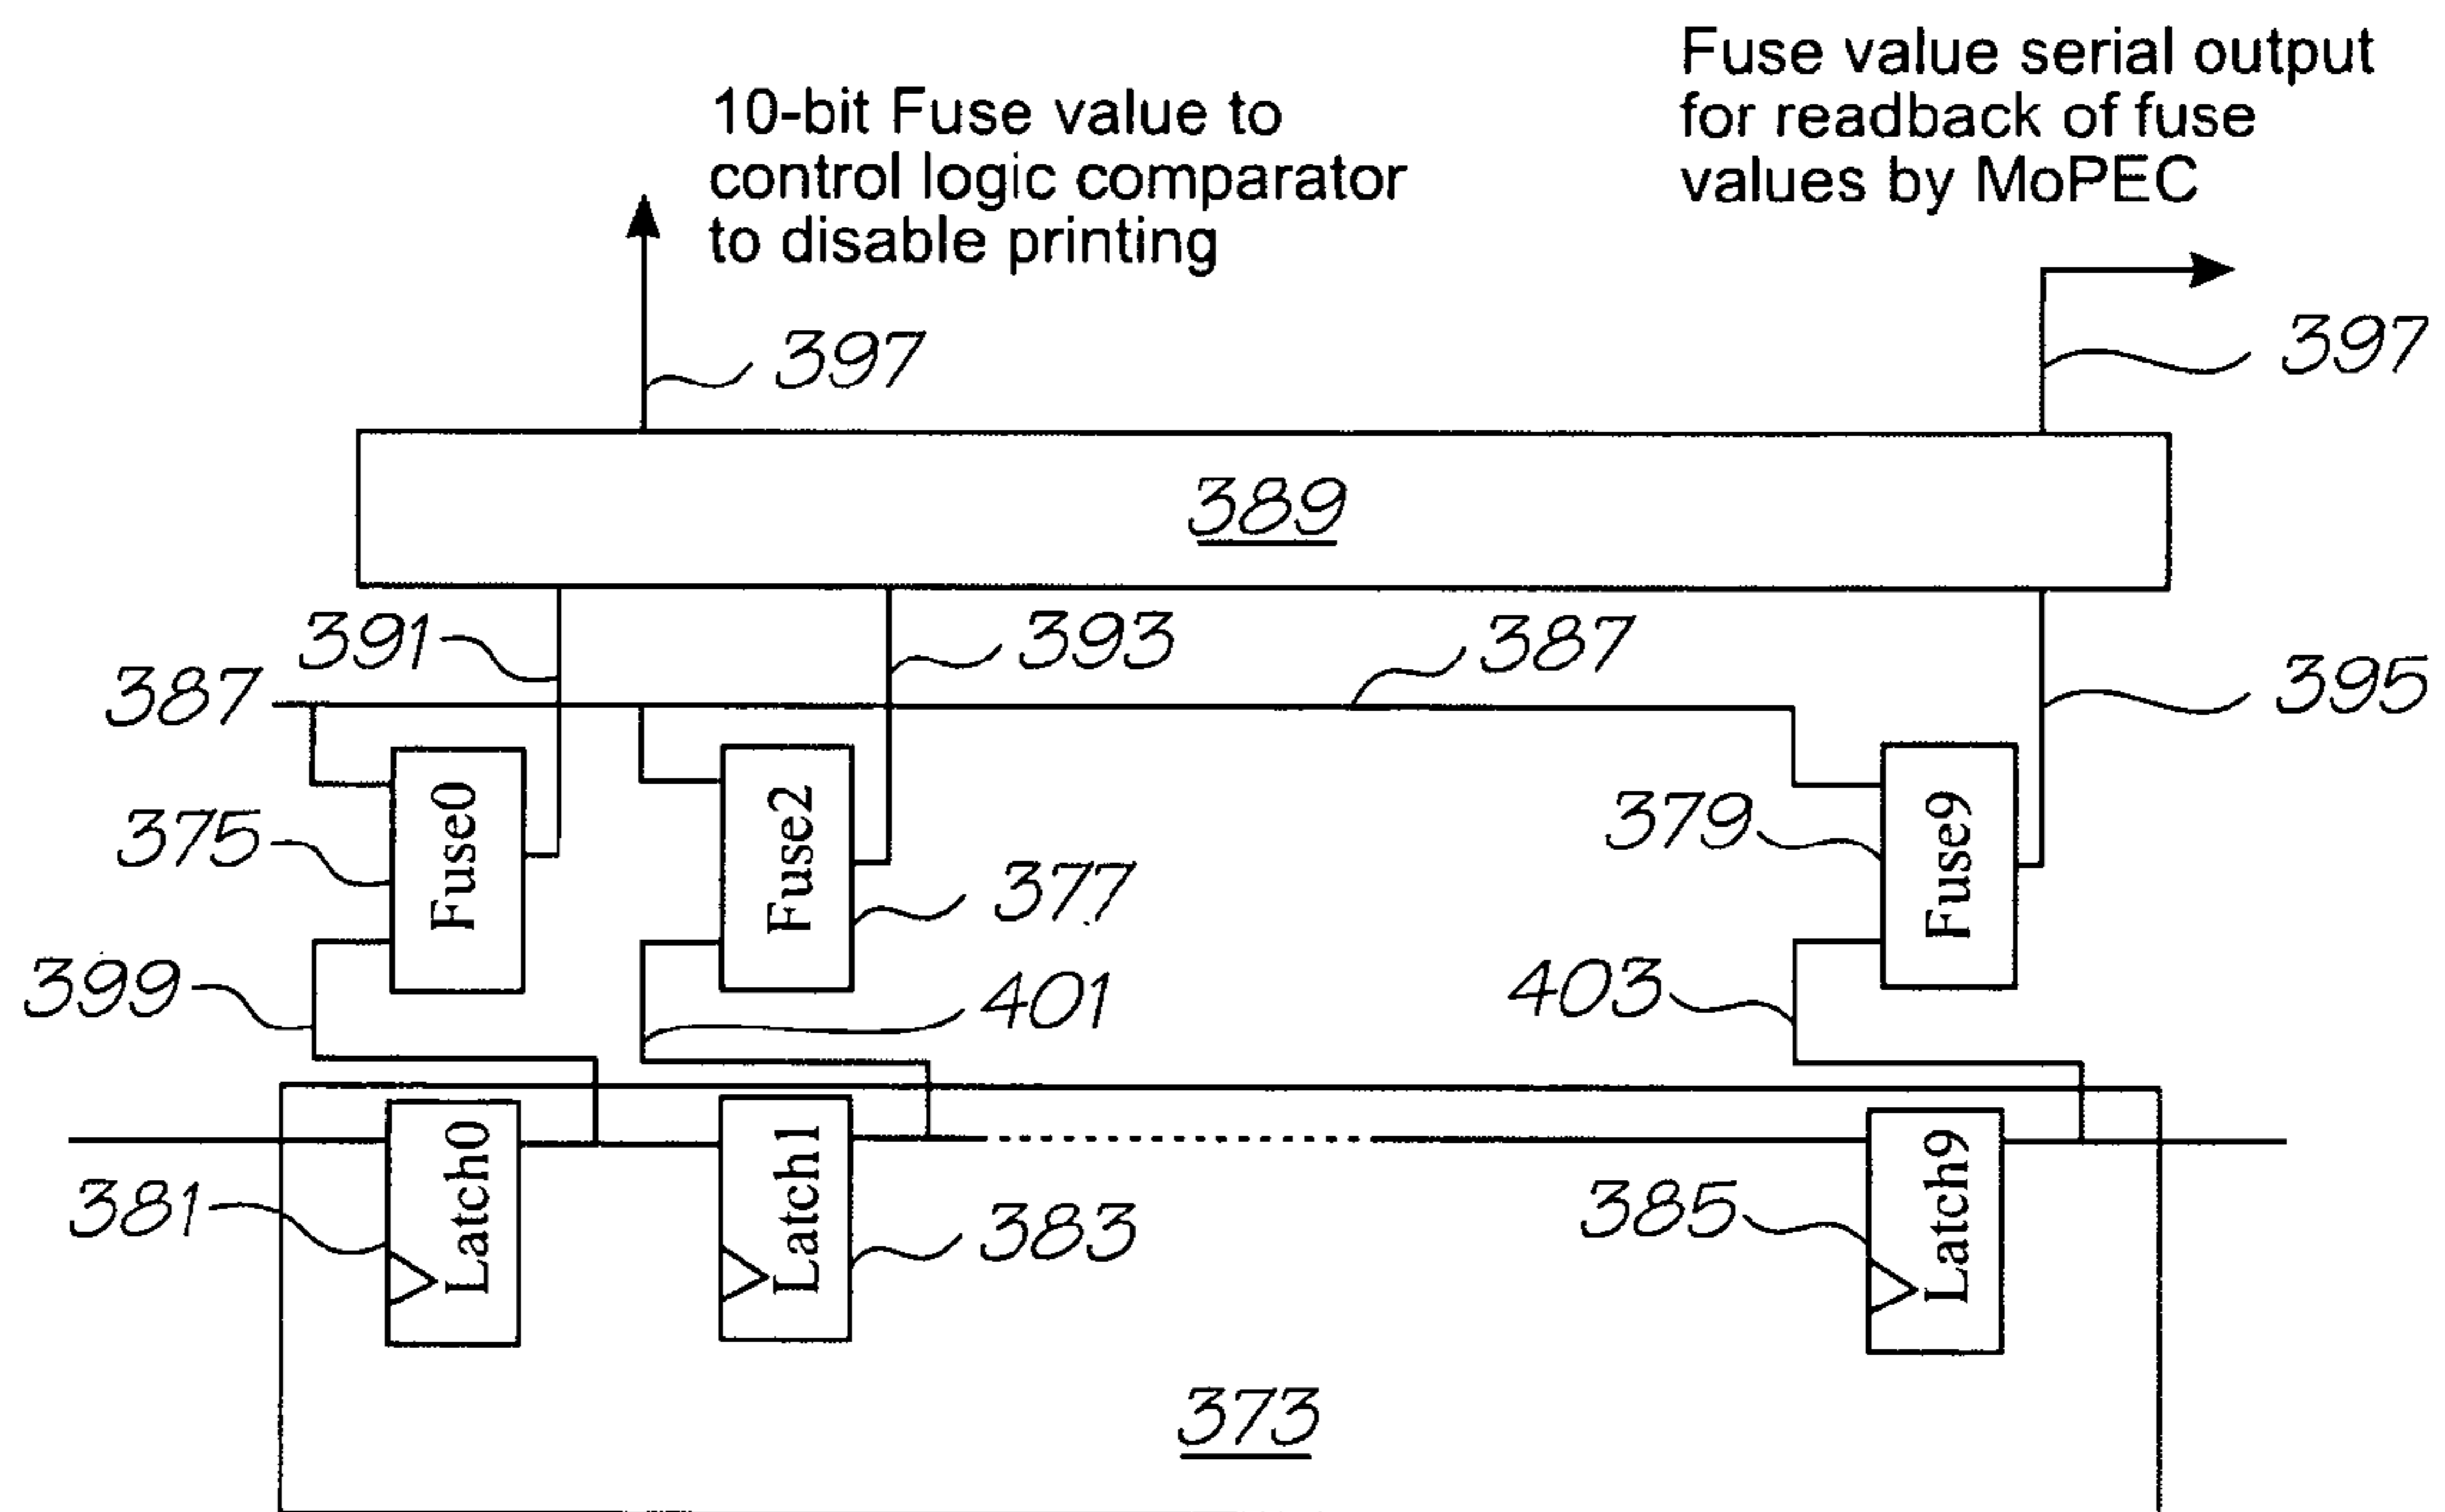 Fuse value serial output
for readback of fuse
values by MoPEC
10-bit Fuse value to
control logic comparator
to disable printing
397
397
389
391
393
387
387
395
375
Fuse0
Fuse2
377
379
Fuse9
399
401
403
381
Latch0
Latch1
383
385
Latch9
373